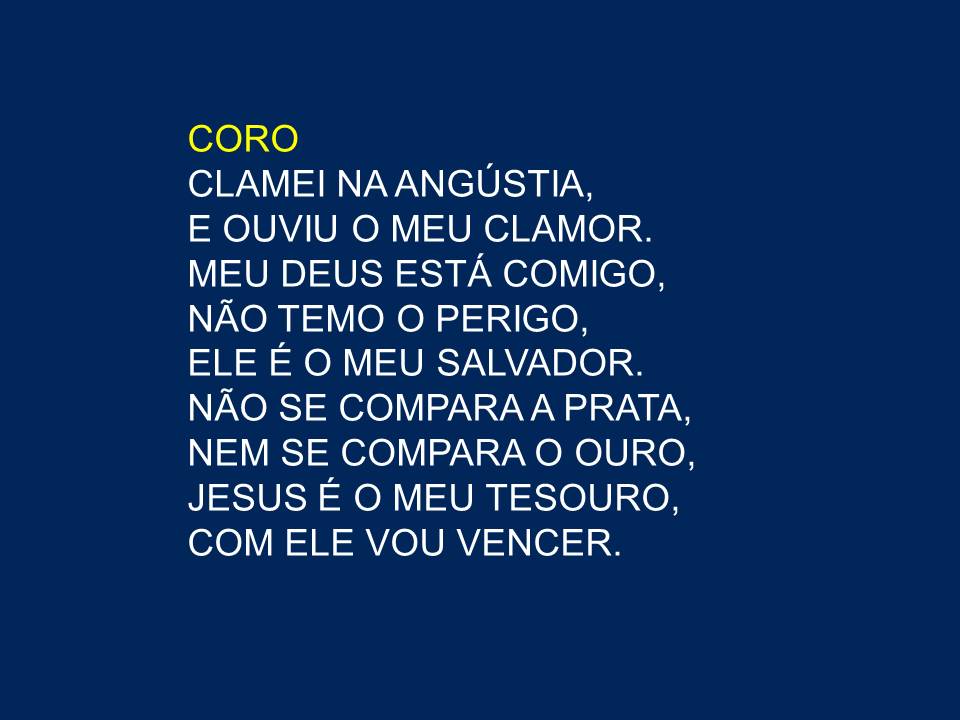 CORO
CLAMEI NA ANGÚSTIA,
E OUVIU O MEU CLAMOR.
MEU DEUS ESTÁ COMIGO,
NÃO TEMO O PERIGO,
ELE É O MEU SALVADOR.
NÃO SE COMPARA A PRATA,
NEM SE COMPARA O OURO,
JESUS É O MEU TESOURO,
COM ELE VOU VENCER.